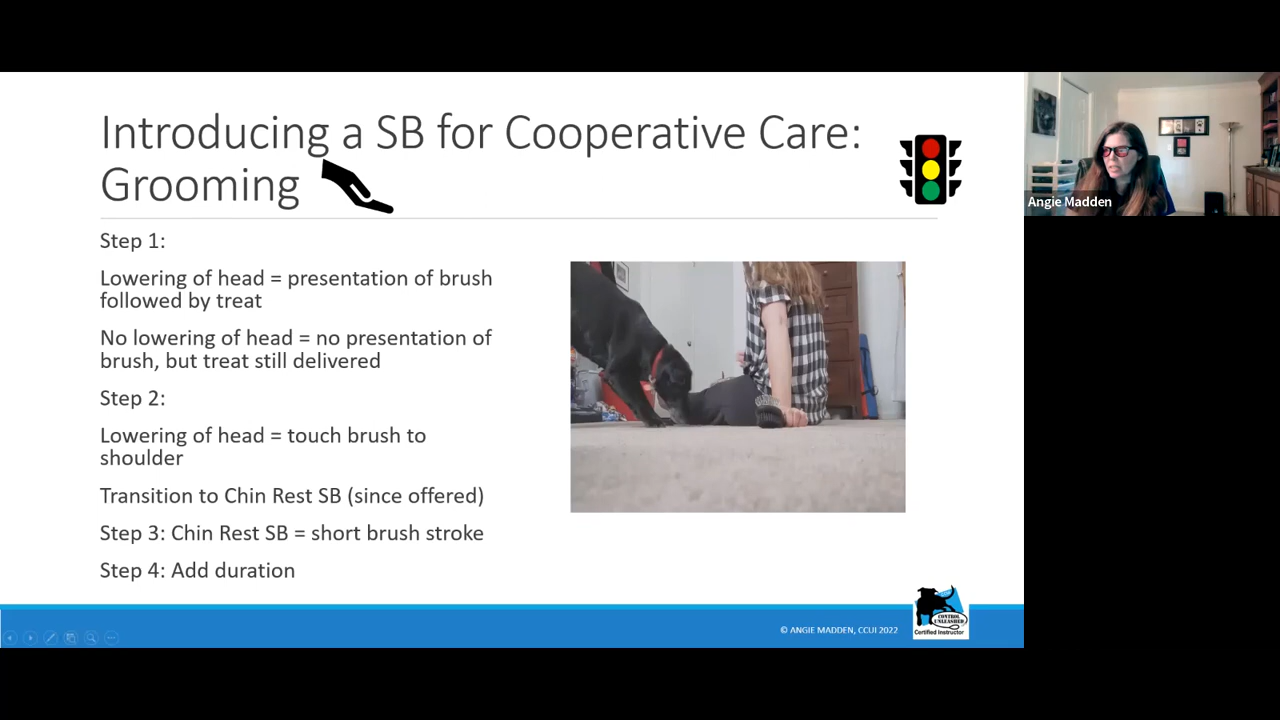 Introducing a SB for Cooperative Care:
Grooming
Step 1:
Lowering of head = presentation of brush
followed by treat
No lowering of head = no presentation of
brush, but treat still delivered
Step 2:
Lowering of head = touch brush to
shoulder
Transition to Chin Rest SB (since offered)
Step 3: Chin Rest SB = short brush stroke
Step 4: Add duration
© ANGIE MADDEN, CCUI 2022
CONTROL
UNLEASHED
Certified Instructor
Angie Madden